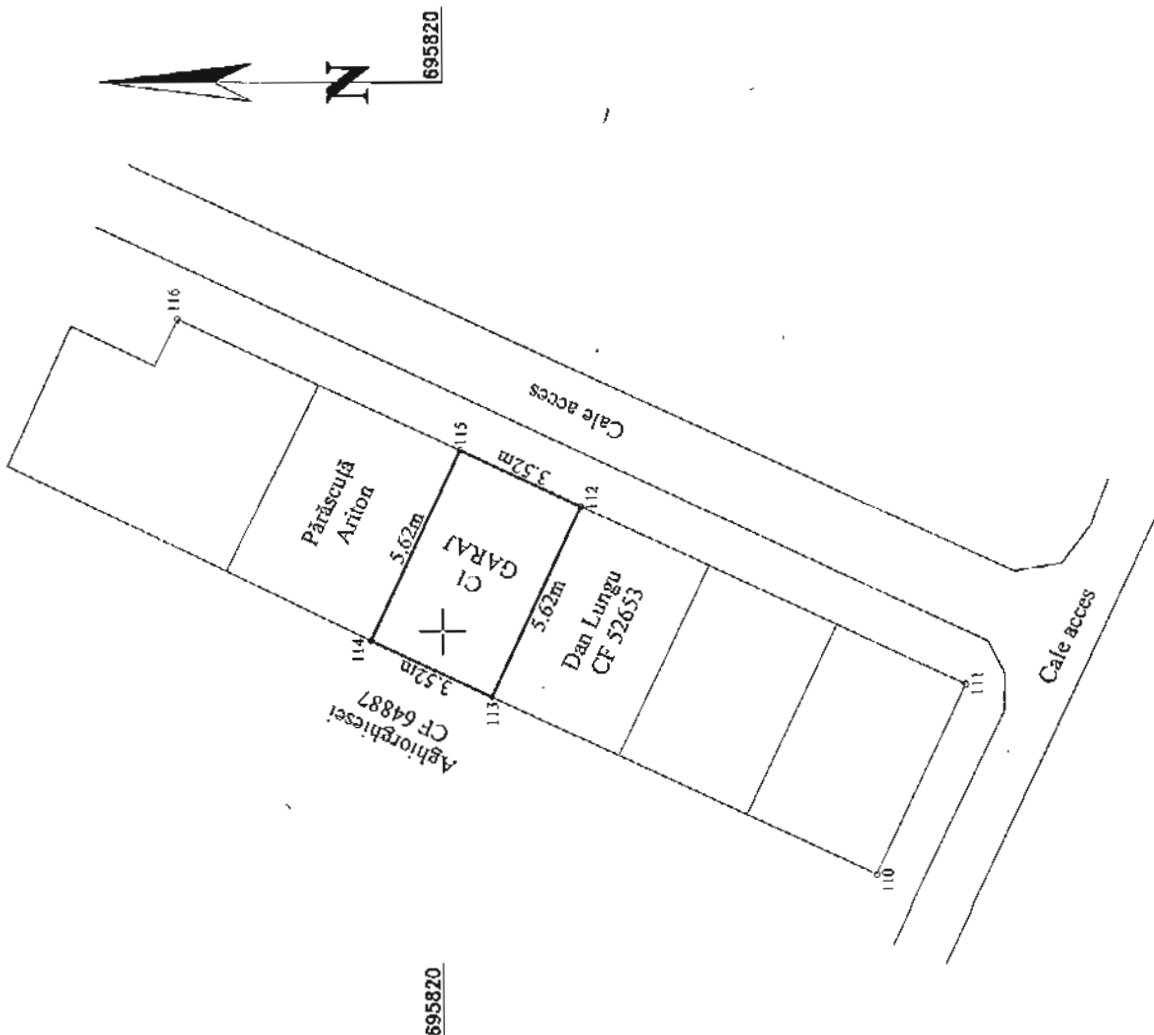 695820
N
116
Cale acces
Părăscuță
Ariton
115
5.62m
3.52m
C1
GARAJ
114
3.52m
112
5.62m
113
Aghiorghiesei
CF 64887
Dan Lungu
CF 52653
111
Cale acces
110
695820